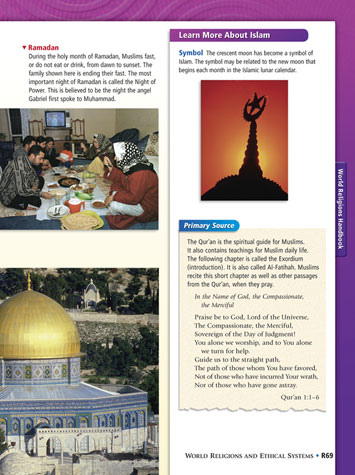 ▼ Ramadan
During the holy month of Ramadan, Muslims fast,
or do not eat or drink, from dawn to sunset. The
family shown here is ending their fast. The most
important night of Ramadan is called the Night of
Power. This is believed to be the night the angel
Gabriel first spoke to Muhammad.
Learn More About Islam
Symbol The crescent moon has become a symbol of
Islam. The symbol may be related to the new moon that
begins each month in the Islamic lunar calendar.
Primary Source
The Qur'an is the spiritual guide for Muslims.
It also contains teachings for Muslim daily life.
The following chapter is called the Exordium
(introduction). It is also called Al-Fatihah. Muslims
recite this short chapter as well as other passages
from the Qur'an, when they pray.
In the Name of God, the Compassionate,
the Merciful
Praise be to God, Lord of the Universe,
The Compassionate, the Merciful,
Sovereign of the Day of Judgment!
You alone we worship, and to You alone
we turn for help.
Guide us to the straight path,
The path of those whom You have favored,
Not of those who have incurred Your wrath,
Nor of those who have gone astray.
Qur'an 1:1–6
World Religions Handbook
WORLD RELIGIONS AND ETHICAL SYSTEMS • R69